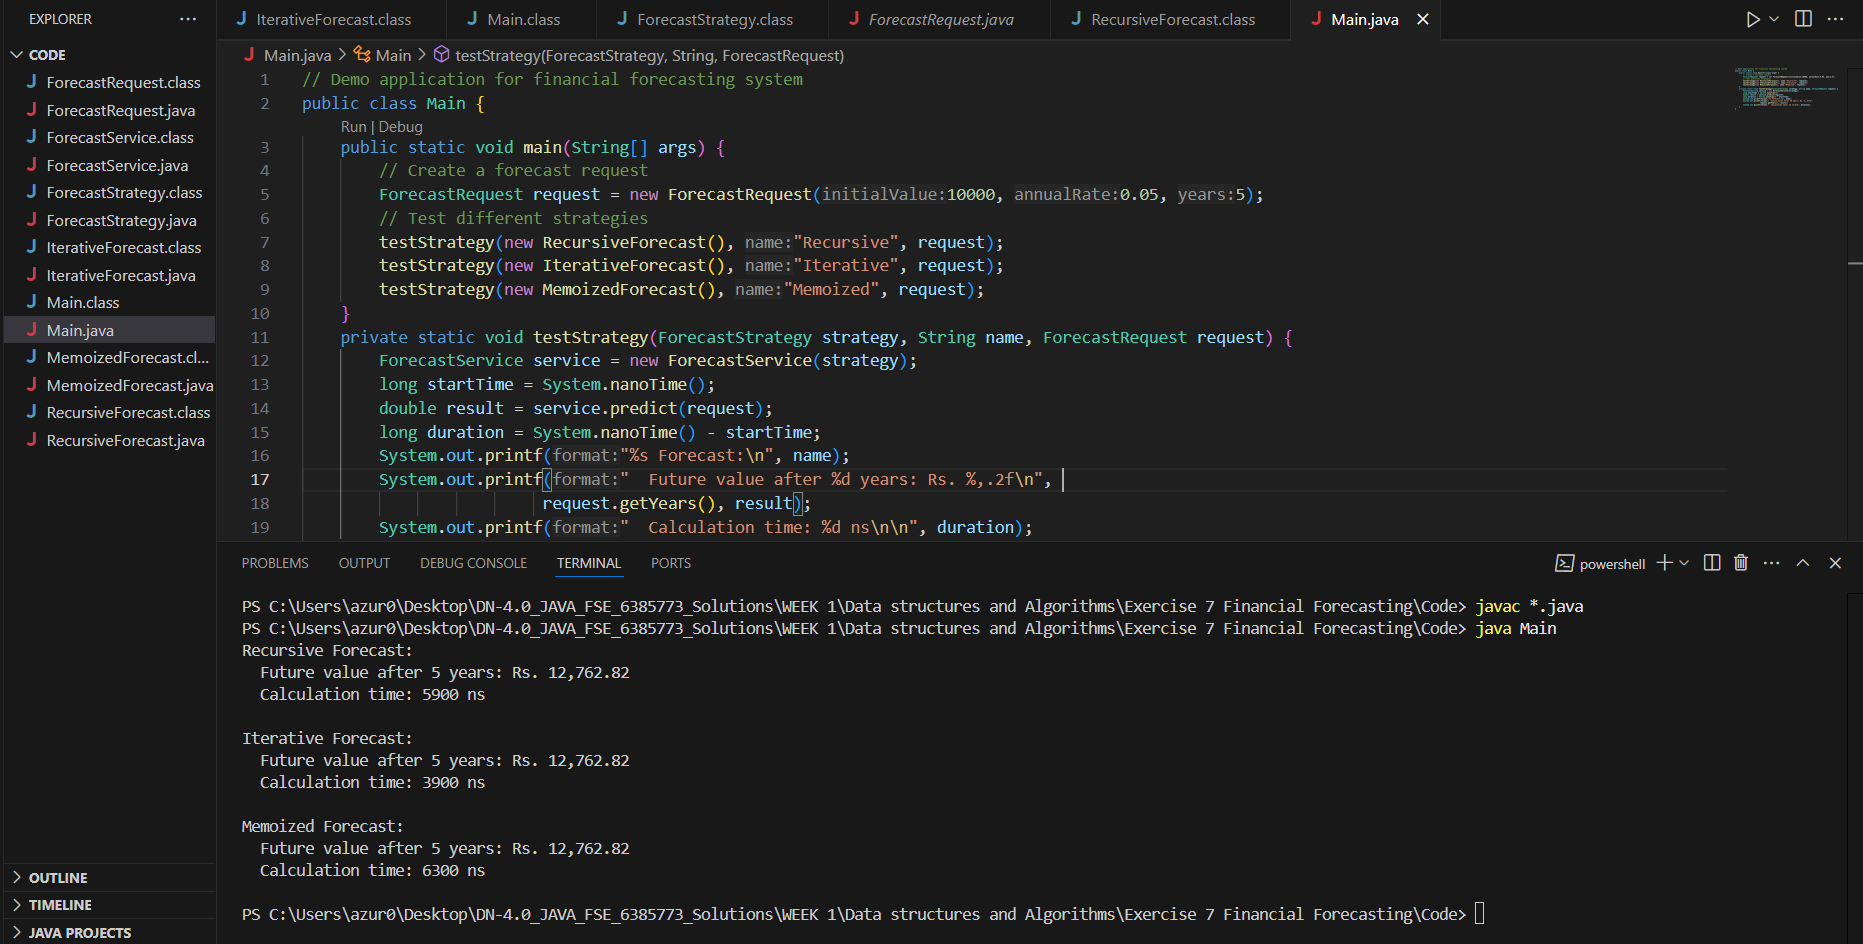 EXPLORER
IterativeForecast.class
Main.class
ForecastStrategy.class
ForecastRequest.java
RecursiveForecast.class
Main.java
CODE
ForecastRequest.class
ForecastRequest.java
ForecastService.class
ForecastService.java
ForecastStrategy.class
ForecastStrategy.java
IterativeForecast.class
IterativeForecast.java
Main.class
Main.java
MemoizedForecast.cl...
MemoizedForecast.java
RecursiveForecast.class
RecursiveForecast.java
OUTLINE
TIMELINE
JAVA PROJECTS
Main.java > Main > testStrategy(ForecastStrategy, String, ForecastRequest)
1 // Demo application for financial forecasting system
2 public class Main {
Run | Debug
3 public static void main(String[] args) {
4 // Create a forecast request
5 ForecastRequest request = new ForecastRequest(initialValue:10000, annualRate:0.05, years:5);
6 // Test different strategies
7 testStrategy(new RecursiveForecast(), name:"Recursive", request);
8 testStrategy(new IterativeForecast(), name:"Iterative", request);
9 testStrategy(new MemoizedForecast(), name:"Memoized", request);
10 }
11 private static void testStrategy(ForecastStrategy strategy, String name, ForecastRequest request) {
12 ForecastService service = new ForecastService(strategy);
13 long startTime = System.nanoTime();
14 double result = service.predict(request);
15 long duration = System.nanoTime() - startTime;
16 System.out.printf(format:"%s Forecast:\n", name);
17 System.out.printf(format:"  Future value after %d years: Rs. %,.2f\n",
18 request.getYears(), result);
19 System.out.printf(format:"  Calculation time: %d ns\n\n", duration);
PROBLEMS OUTPUT DEBUG CONSOLE TERMINAL PORTS
powershell
PS C:\Users\azur0\Desktop\DN-4.0_JAVA_FSE_6385773_Solutions\WEEK 1\Data structures and Algorithms\Exercise 7 Financial Forecasting\Code> javac *.java
PS C:\Users\azur0\Desktop\DN-4.0_JAVA_FSE_6385773_Solutions\WEEK 1\Data structures and Algorithms\Exercise 7 Financial Forecasting\Code> java Main
Recursive Forecast:
  Future value after 5 years: Rs. 12,762.82
  Calculation time: 5900 ns
Iterative Forecast:
  Future value after 5 years: Rs. 12,762.82
  Calculation time: 3900 ns
Memoized Forecast:
  Future value after 5 years: Rs. 12,762.82
  Calculation time: 6300 ns
PS C:\Users\azur0\Desktop\DN-4.0_JAVA_FSE_6385773_Solutions\WEEK 1\Data structures and Algorithms\Exercise 7 Financial Forecasting\Code>